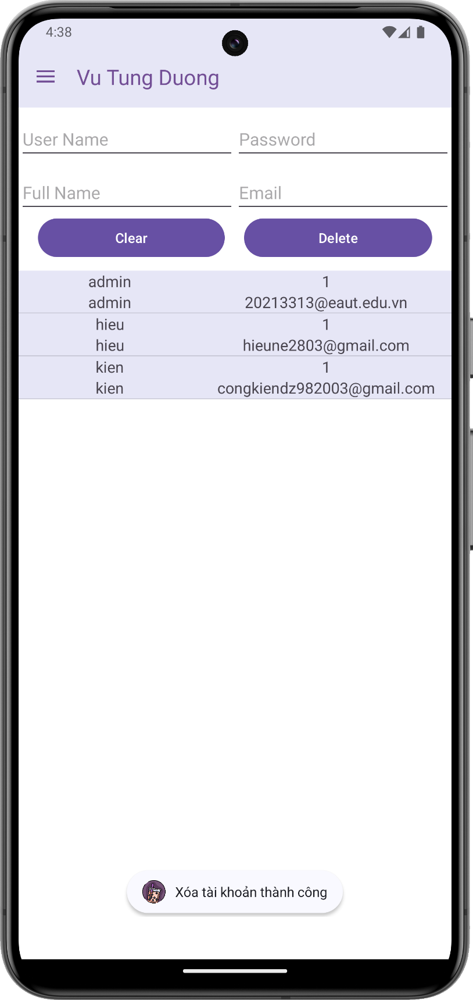 4:38
Vu Tung Duong
User Name Password
Full Name Email
Clear Delete
admin 1
admin 20213313@eaut.edu.vn
hieu 1
hieu hieune2803@gmail.com
kien 1
kien congkiendz982003@gmail.com
Xóa tài khoản thành công